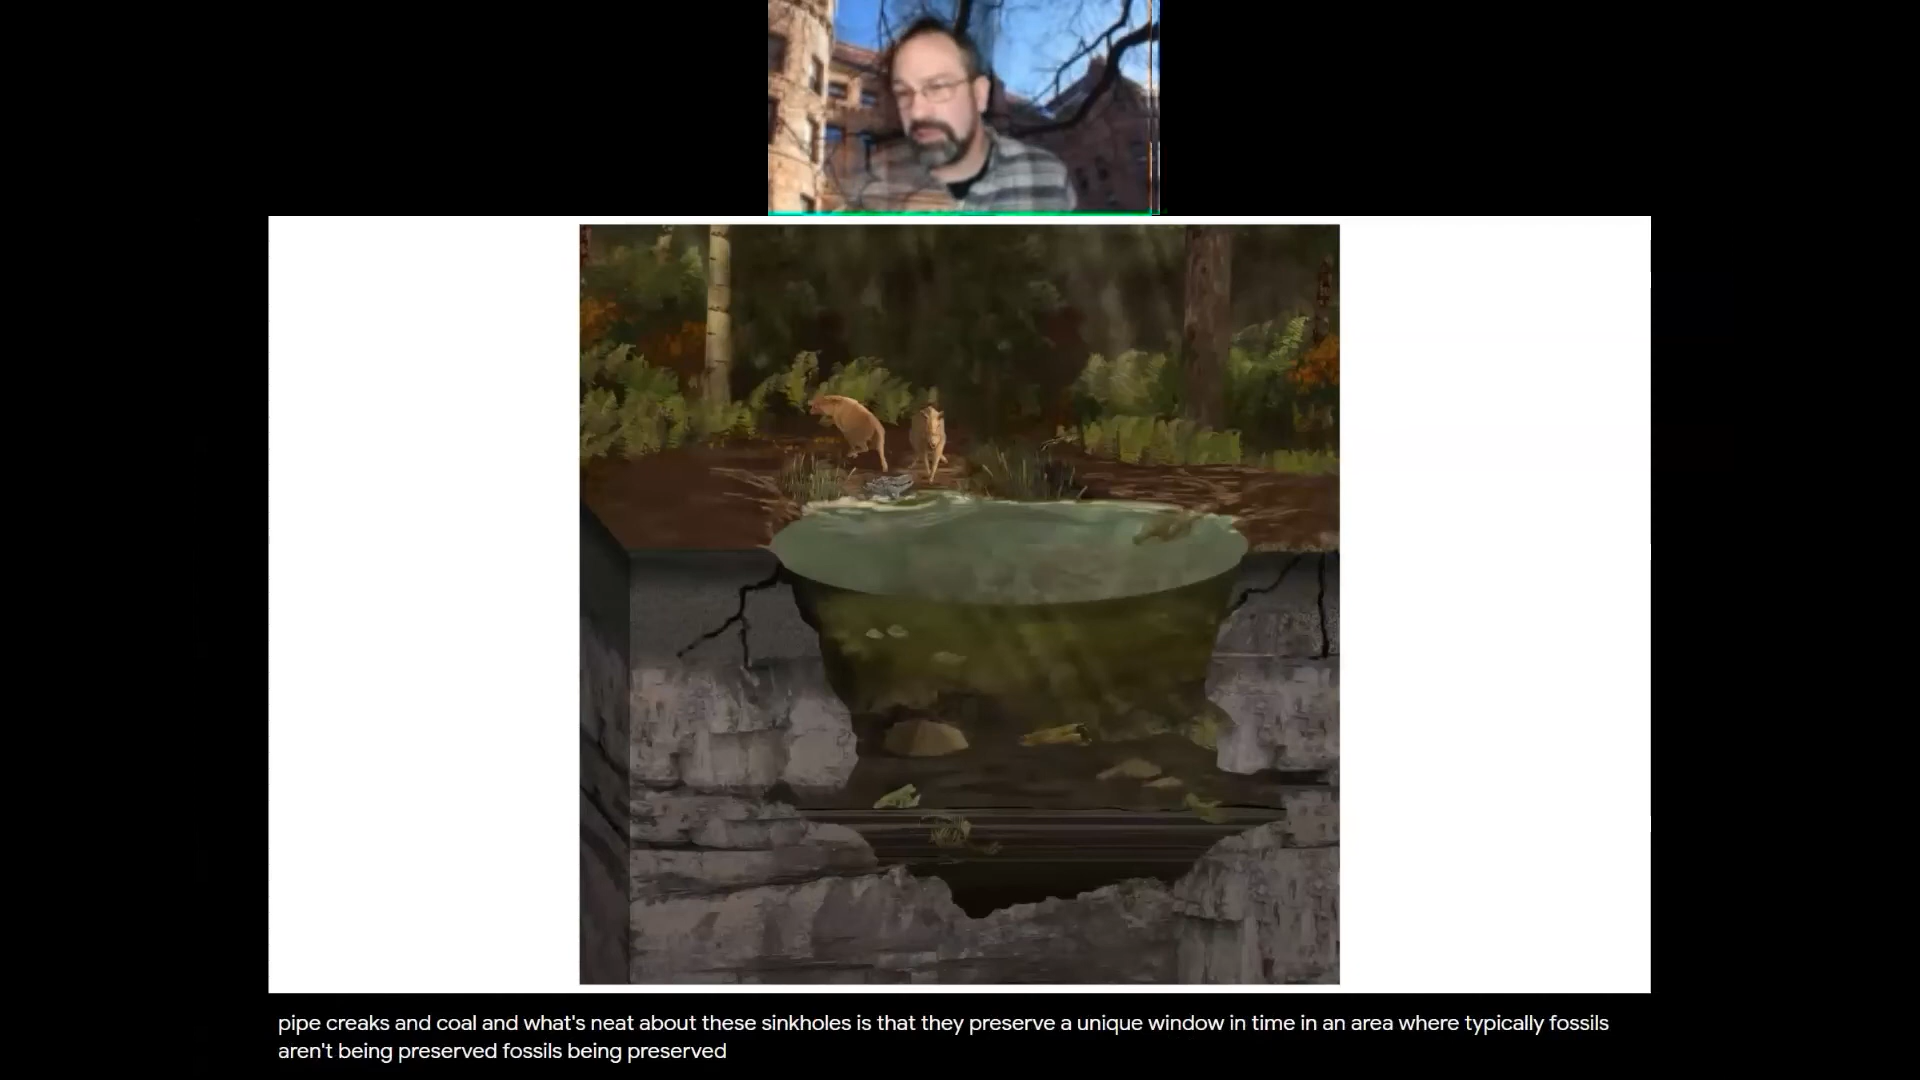 pipe creaks and coal and what's neat about these sinkholes is that they preserve a unique window in time in an area where typically fossils
aren't being preserved fossils being preserved